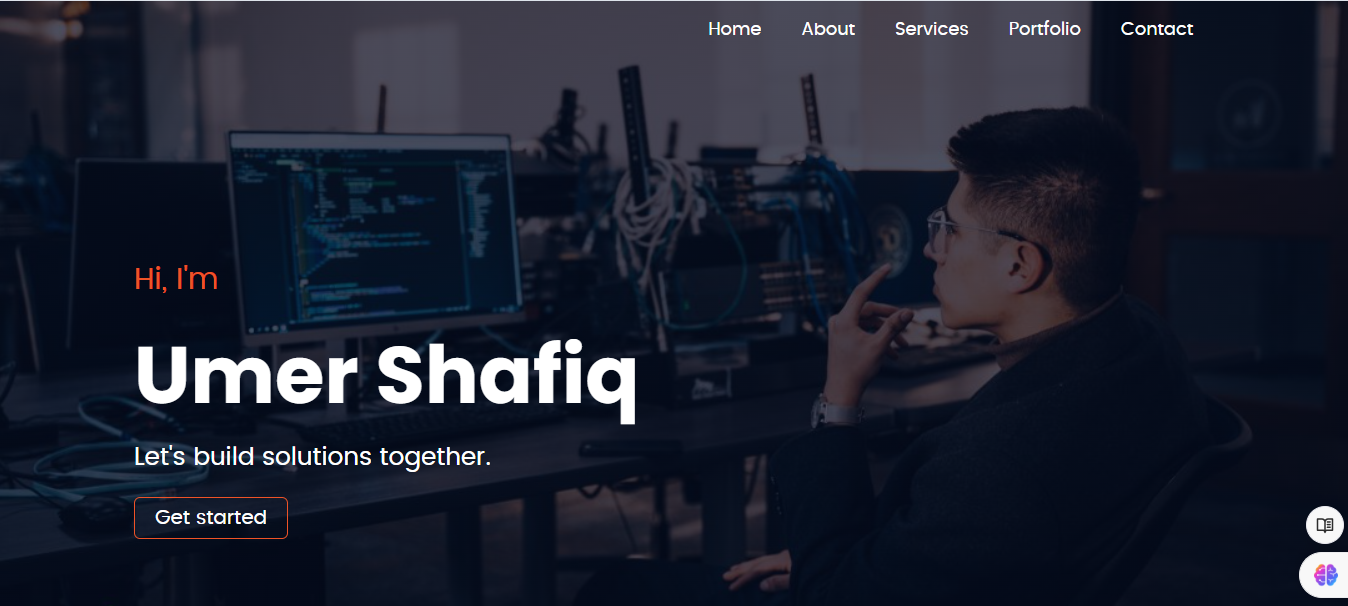 Home About Services Portfolio Contact
Hi, I'm
Umer Shafiq
Let's build solutions together.
Get started